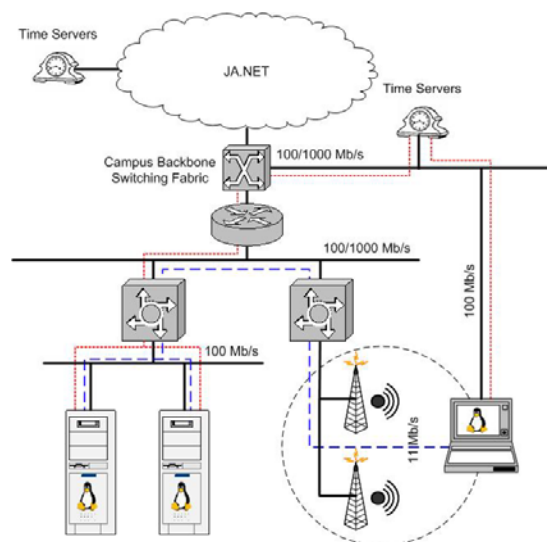 Time Servers
JA.NET
Time Servers
100/1000 Mb/s
Campus Backbone
Switching Fabric
100/1000 Mb/s
100 Mb/s
100 Mb/s
11Mb/s